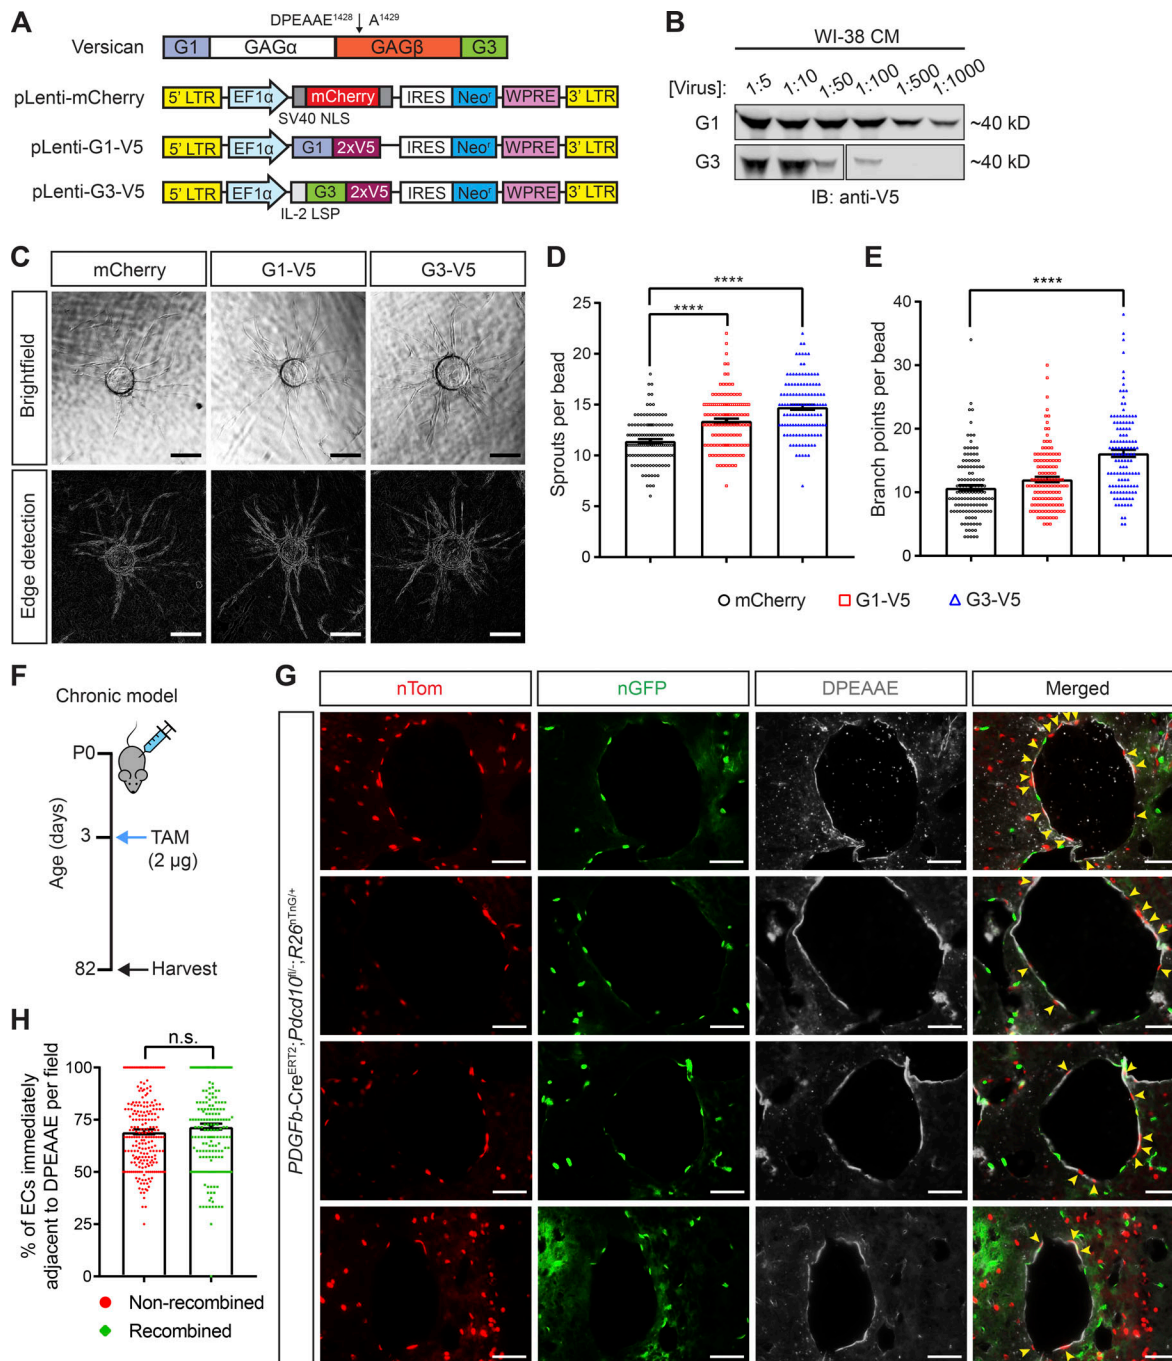 A
DPEAAE¹⁴²⁸ A¹⁴²⁹
Versican G1 GAGα GAGβ G3
pLenti-mCherry 5' LTR EF1α mCherry IRES Neoʳ WPRE 3' LTR
SV40 NLS
pLenti-G1-V5 5' LTR EF1α G1 2xV5 IRES Neoʳ WPRE 3' LTR
pLenti-G3-V5 5' LTR EF1α G3 2xV5 IRES Neoʳ WPRE 3' LTR
IL-2 LSP
B
WI-38 CM
[Virus]: 1:5 1:10 1:50 1:100 1:500 1:1000
G1 ~40 kD
G3 ~40 kD
IB: anti-V5
C
mCherry G1-V5 G3-V5
Brightfield
Edge detection
D
****
****
25
20
15
10
5
0
Sprouts per bead
E
****
40
30
20
10
0
Branch points per bead
mCherry G1-V5 G3-V5
F
Chronic model
P0
3
82
Age (days)
TAM
(2 µg)
Harvest
G
nTom nGFP DPEAAE Merged
PDGFb-Creᴱᴿᵀ²;Pdcd10ᶠˡ/⁻;R26ⁿᵀⁿᴳ/⁺
H
n.s.
100
75
50
25
0
% of ECs immediately
adjacent to DPEAAE per field
Non-recombined
Recombined